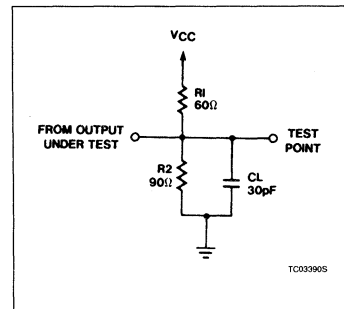 VCC
R1
60Ω
FROM OUTPUT
UNDER TEST
TEST
POINT
R2
90Ω
CL
30pF
TC03390S